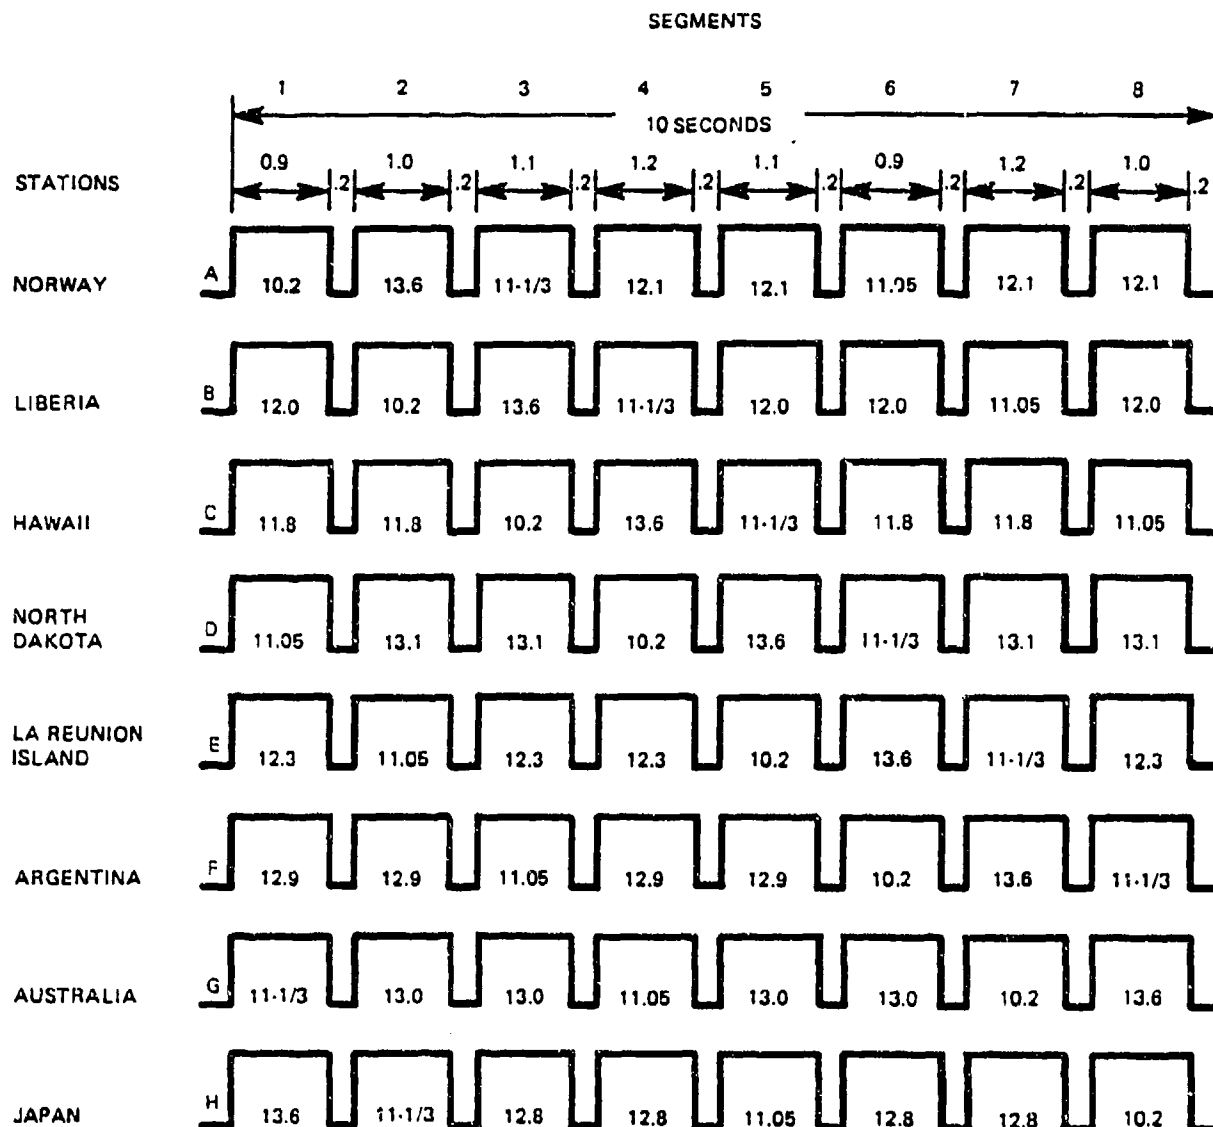 SEGMENTS
1 2 3 4 5 6 7 8
10 SECONDS
STATIONS 0.9 .2 1.0 .2 1.1 .2 1.2 .2 1.1 .2 0.9 .2 1.2 .2 1.0 .2
NORWAY A 10.2 13.6 11-1/3 12.1 12.1 11.05 12.1 12.1
LIBERIA B 12.0 10.2 13.6 11-1/3 12.0 12.0 11.05 12.0
HAWAII C 11.8 11.8 10.2 13.6 11-1/3 11.8 11.8 11.05
NORTH
DAKOTA D 11.05 13.1 13.1 10.2 13.6 11-1/3 13.1 13.1
LA REUNION
ISLAND E 12.3 11.05 12.3 12.3 10.2 13.6 11-1/3 12.3
ARGENTINA F 12.9 12.9 11.05 12.9 12.9 10.2 13.6 11-1/3
AUSTRALIA G 11-1/3 13.0 13.0 11.05 13.0 13.0 10.2 13.6
JAPAN H 13.6 11-1/3 12.8 12.8 11.05 12.8 12.8 10.2